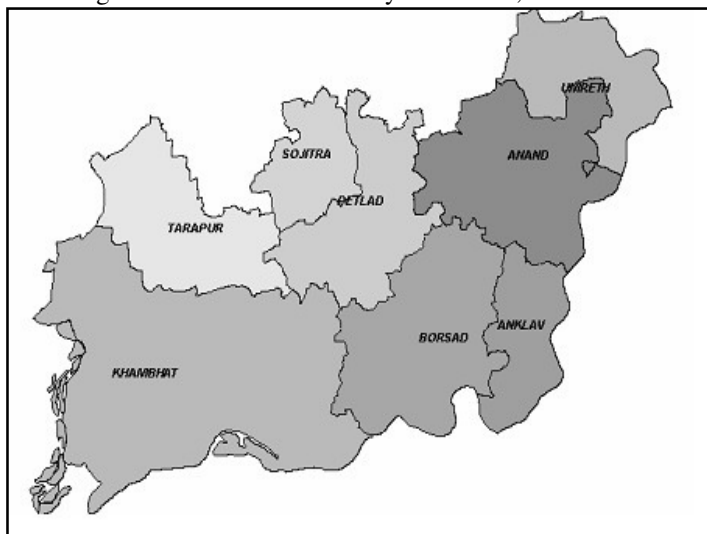 UMRETH
ANAND
SOJITRA
PETLAD
TARAPUR
BORSAD
ANKLAV
KHAMBHAT